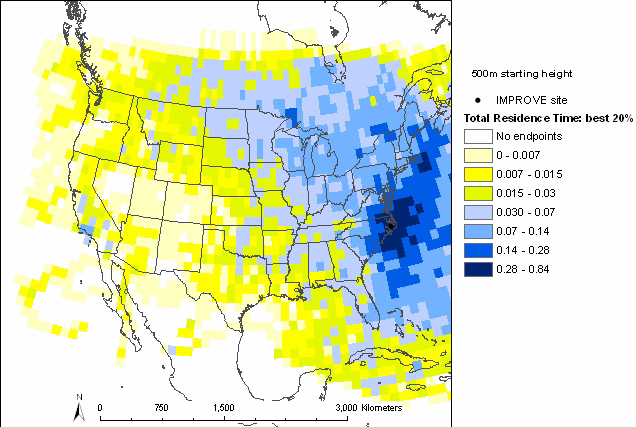 500m starting height
IMPROVE site
Total Residence Time: best 20%
No endpoints
0 - 0.007
0.007 - 0.015
0.015 - 0.03
0.030 - 0.07
0.07 - 0.14
0.14 - 0.28
0.28 - 0.84
N
0 750 1,500 3,000 Kilometers